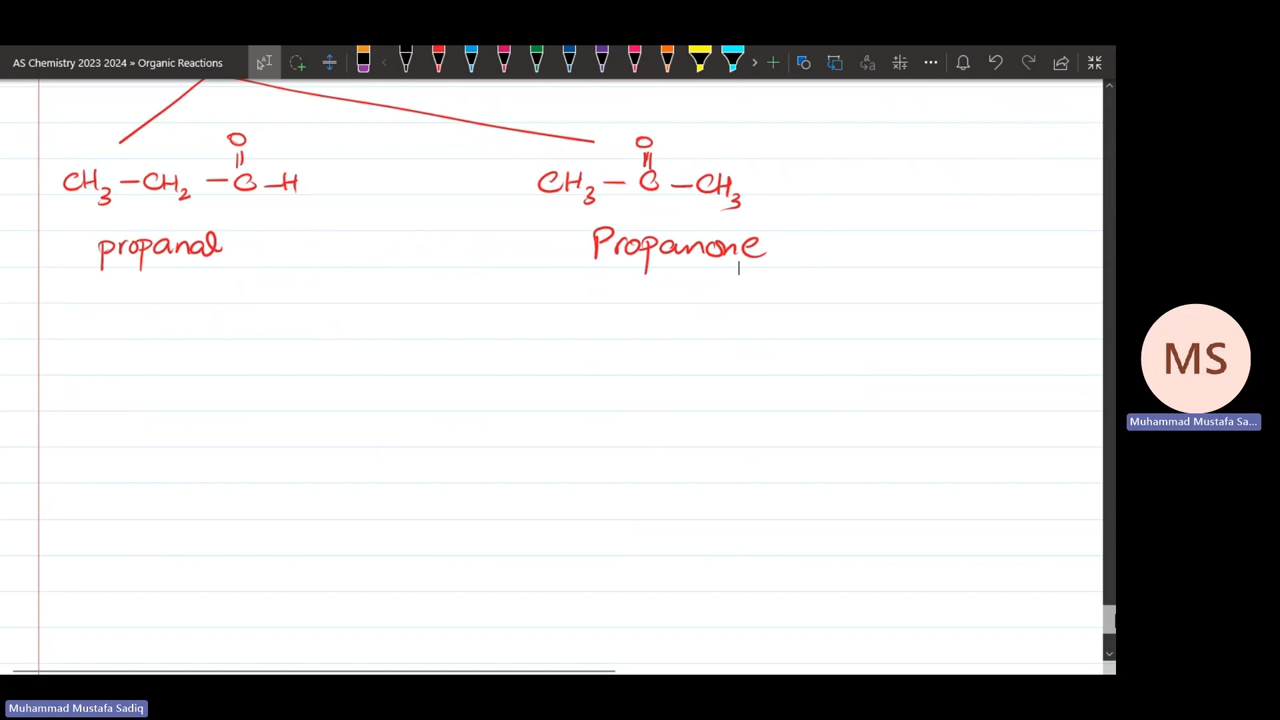 AS Chemistry 2023 2024 » Organic Reactions
O
||
CH3 – CH2 – C – H
propanal
O
||
CH3 – C – CH3
Propanone
MS
Muhammad Mustafa Sa...
Muhammad Mustafa Sadiq